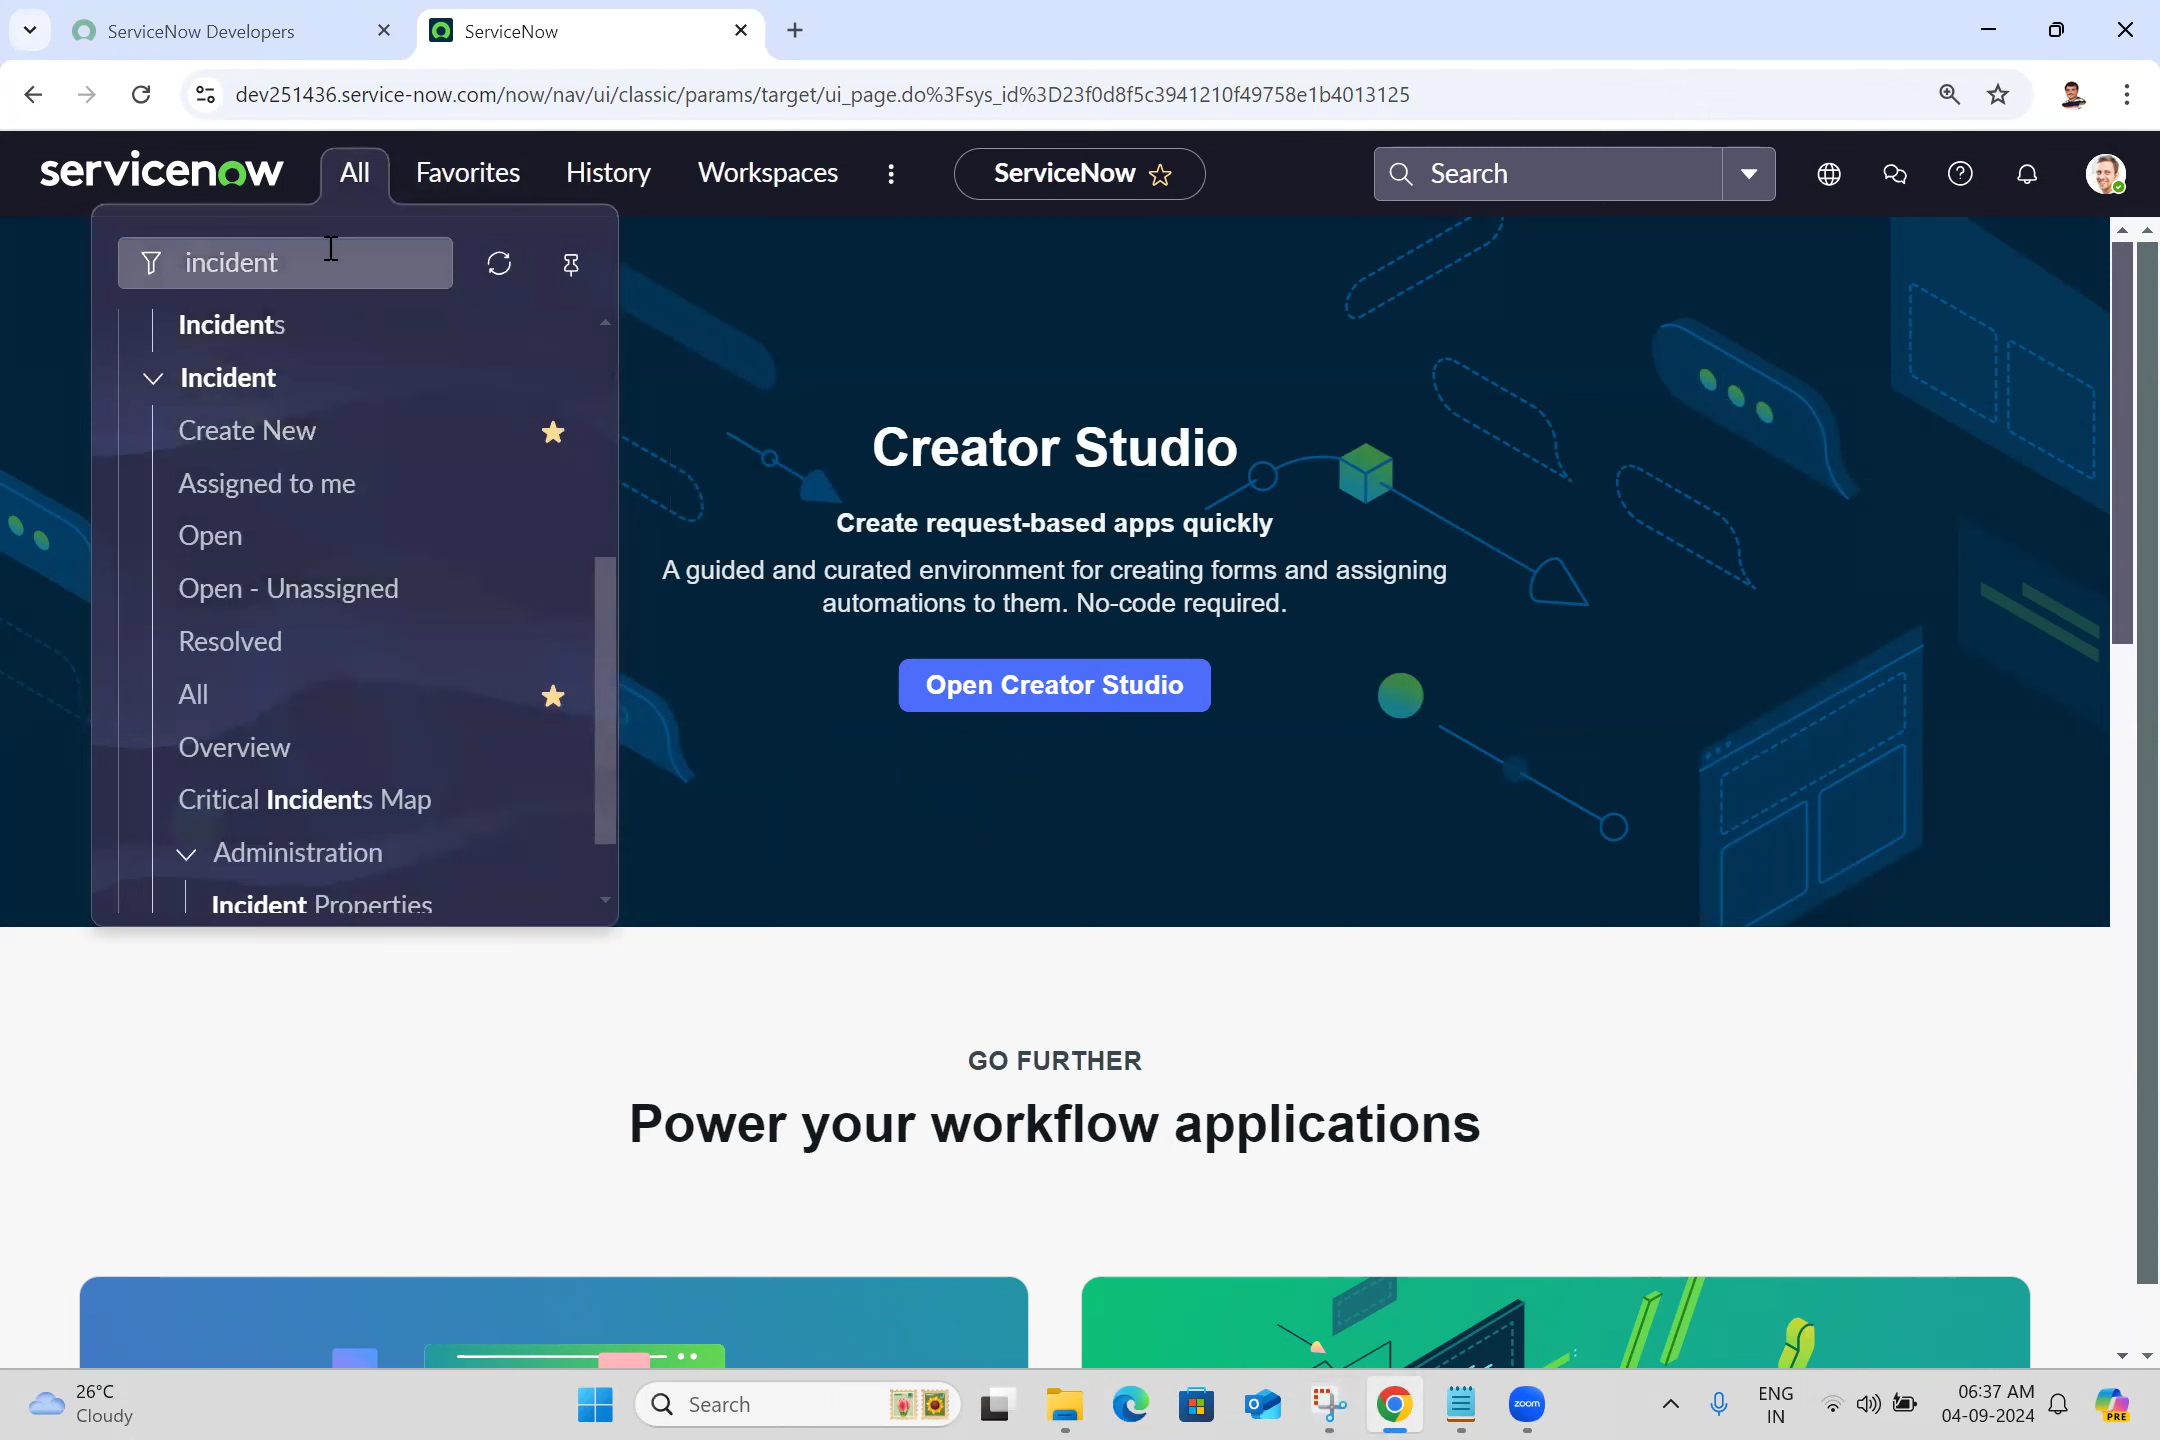 ServiceNow Developers
ServiceNow
dev251436.service-now.com/now/nav/ui/classic/params/target/ui_page.do%3Fsys_id%3D23f0d8f5c3941210f49758e1b4013125
servicenow
All
Favorites
History
Workspaces
ServiceNow
Search
incident
Incidents
Incident
Create New
Assigned to me
Open
Open - Unassigned
Resolved
All
Overview
Critical Incidents Map
Administration
Incident Properties
Creator Studio
Create request-based apps quickly
A guided and curated environment for creating forms and assigning
automations to them. No-code required.
Open Creator Studio
GO FURTHER
Power your workflow applications
26°C
Cloudy
Search
zoom
ENG
IN
06:37 AM
04-09-2024
PRE